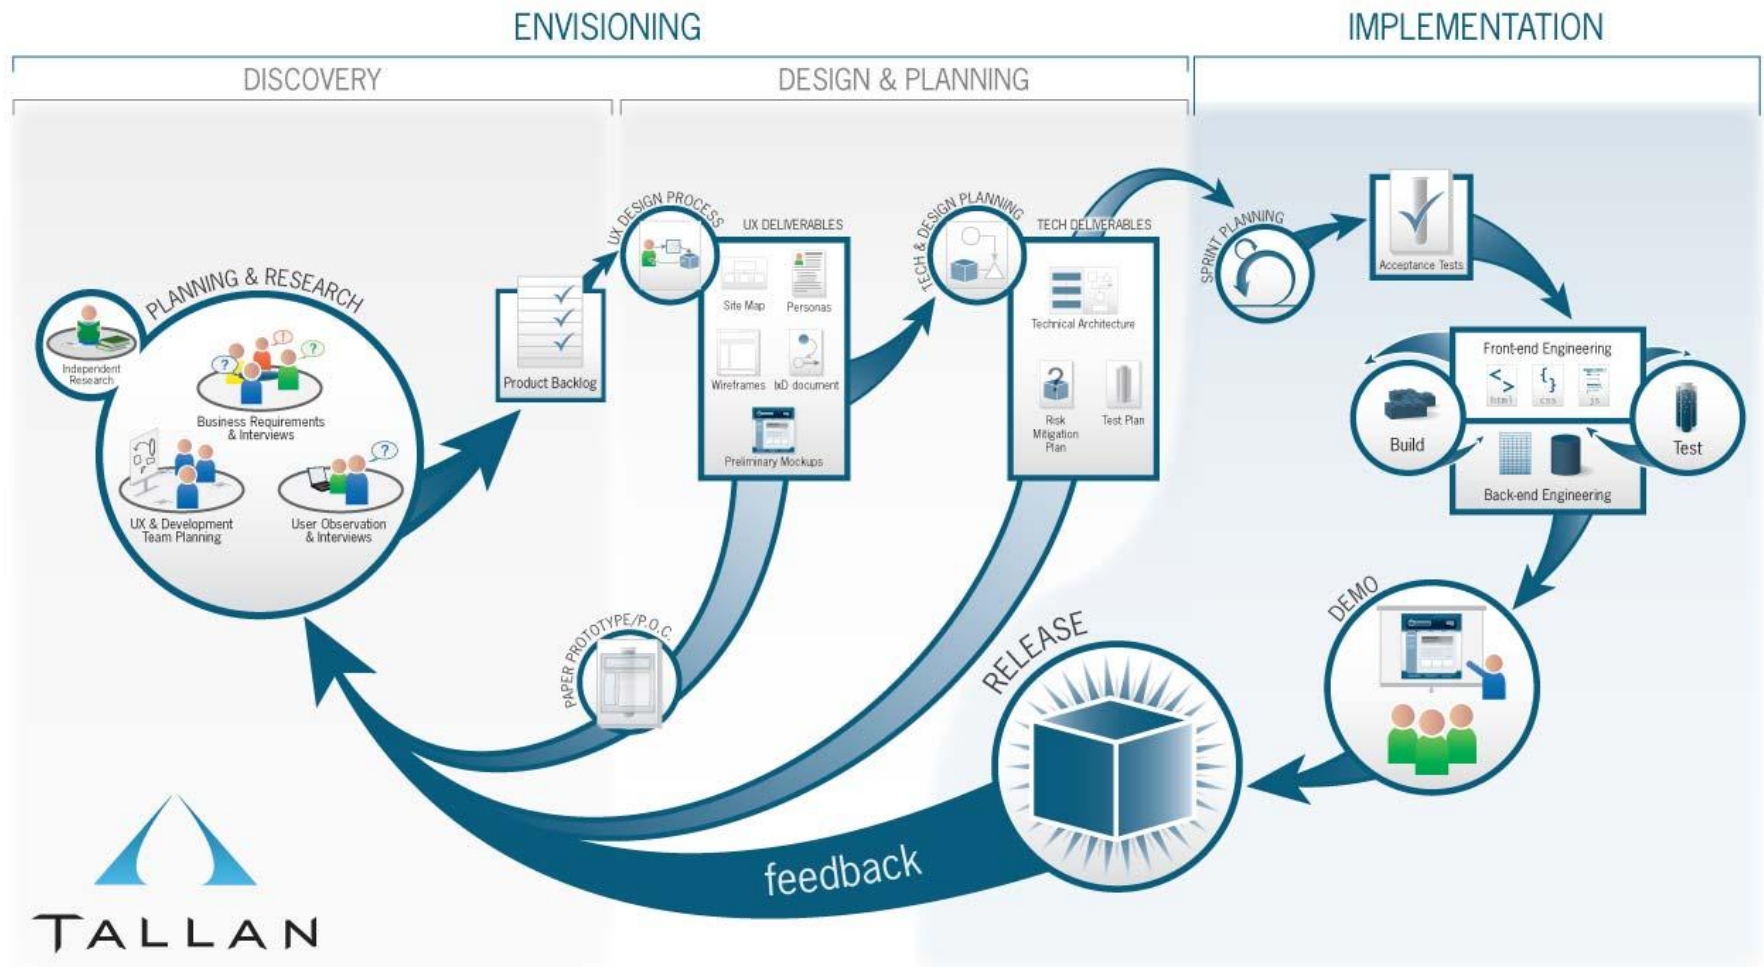 ENVISIONING
IMPLEMENTATION
DISCOVERY
DESIGN & PLANNING
PLANNING & RESEARCH
Independent
Research
Business Requirements
& Interviews
UX & Development
Team Planning
User Observation
& Interviews
Product Backlog
UX DESIGN PROCESS
UX DELIVERABLES
Site Map
Personas
Wireframes
IxD document
Preliminary Mockups
TECH & DESIGN PLANNING
TECH DELIVERABLES
Technical Architecture
Risk
Mitigation
Plan
Test Plan
SPRINT PLANNING
Acceptance Tests
Front-end Engineering
< >
html
{ }
css
js
Build
Test
Back-end Engineering
DEMO
PAPER PROTOTYPE/P.O.C.
RELEASE
feedback
TALLAN